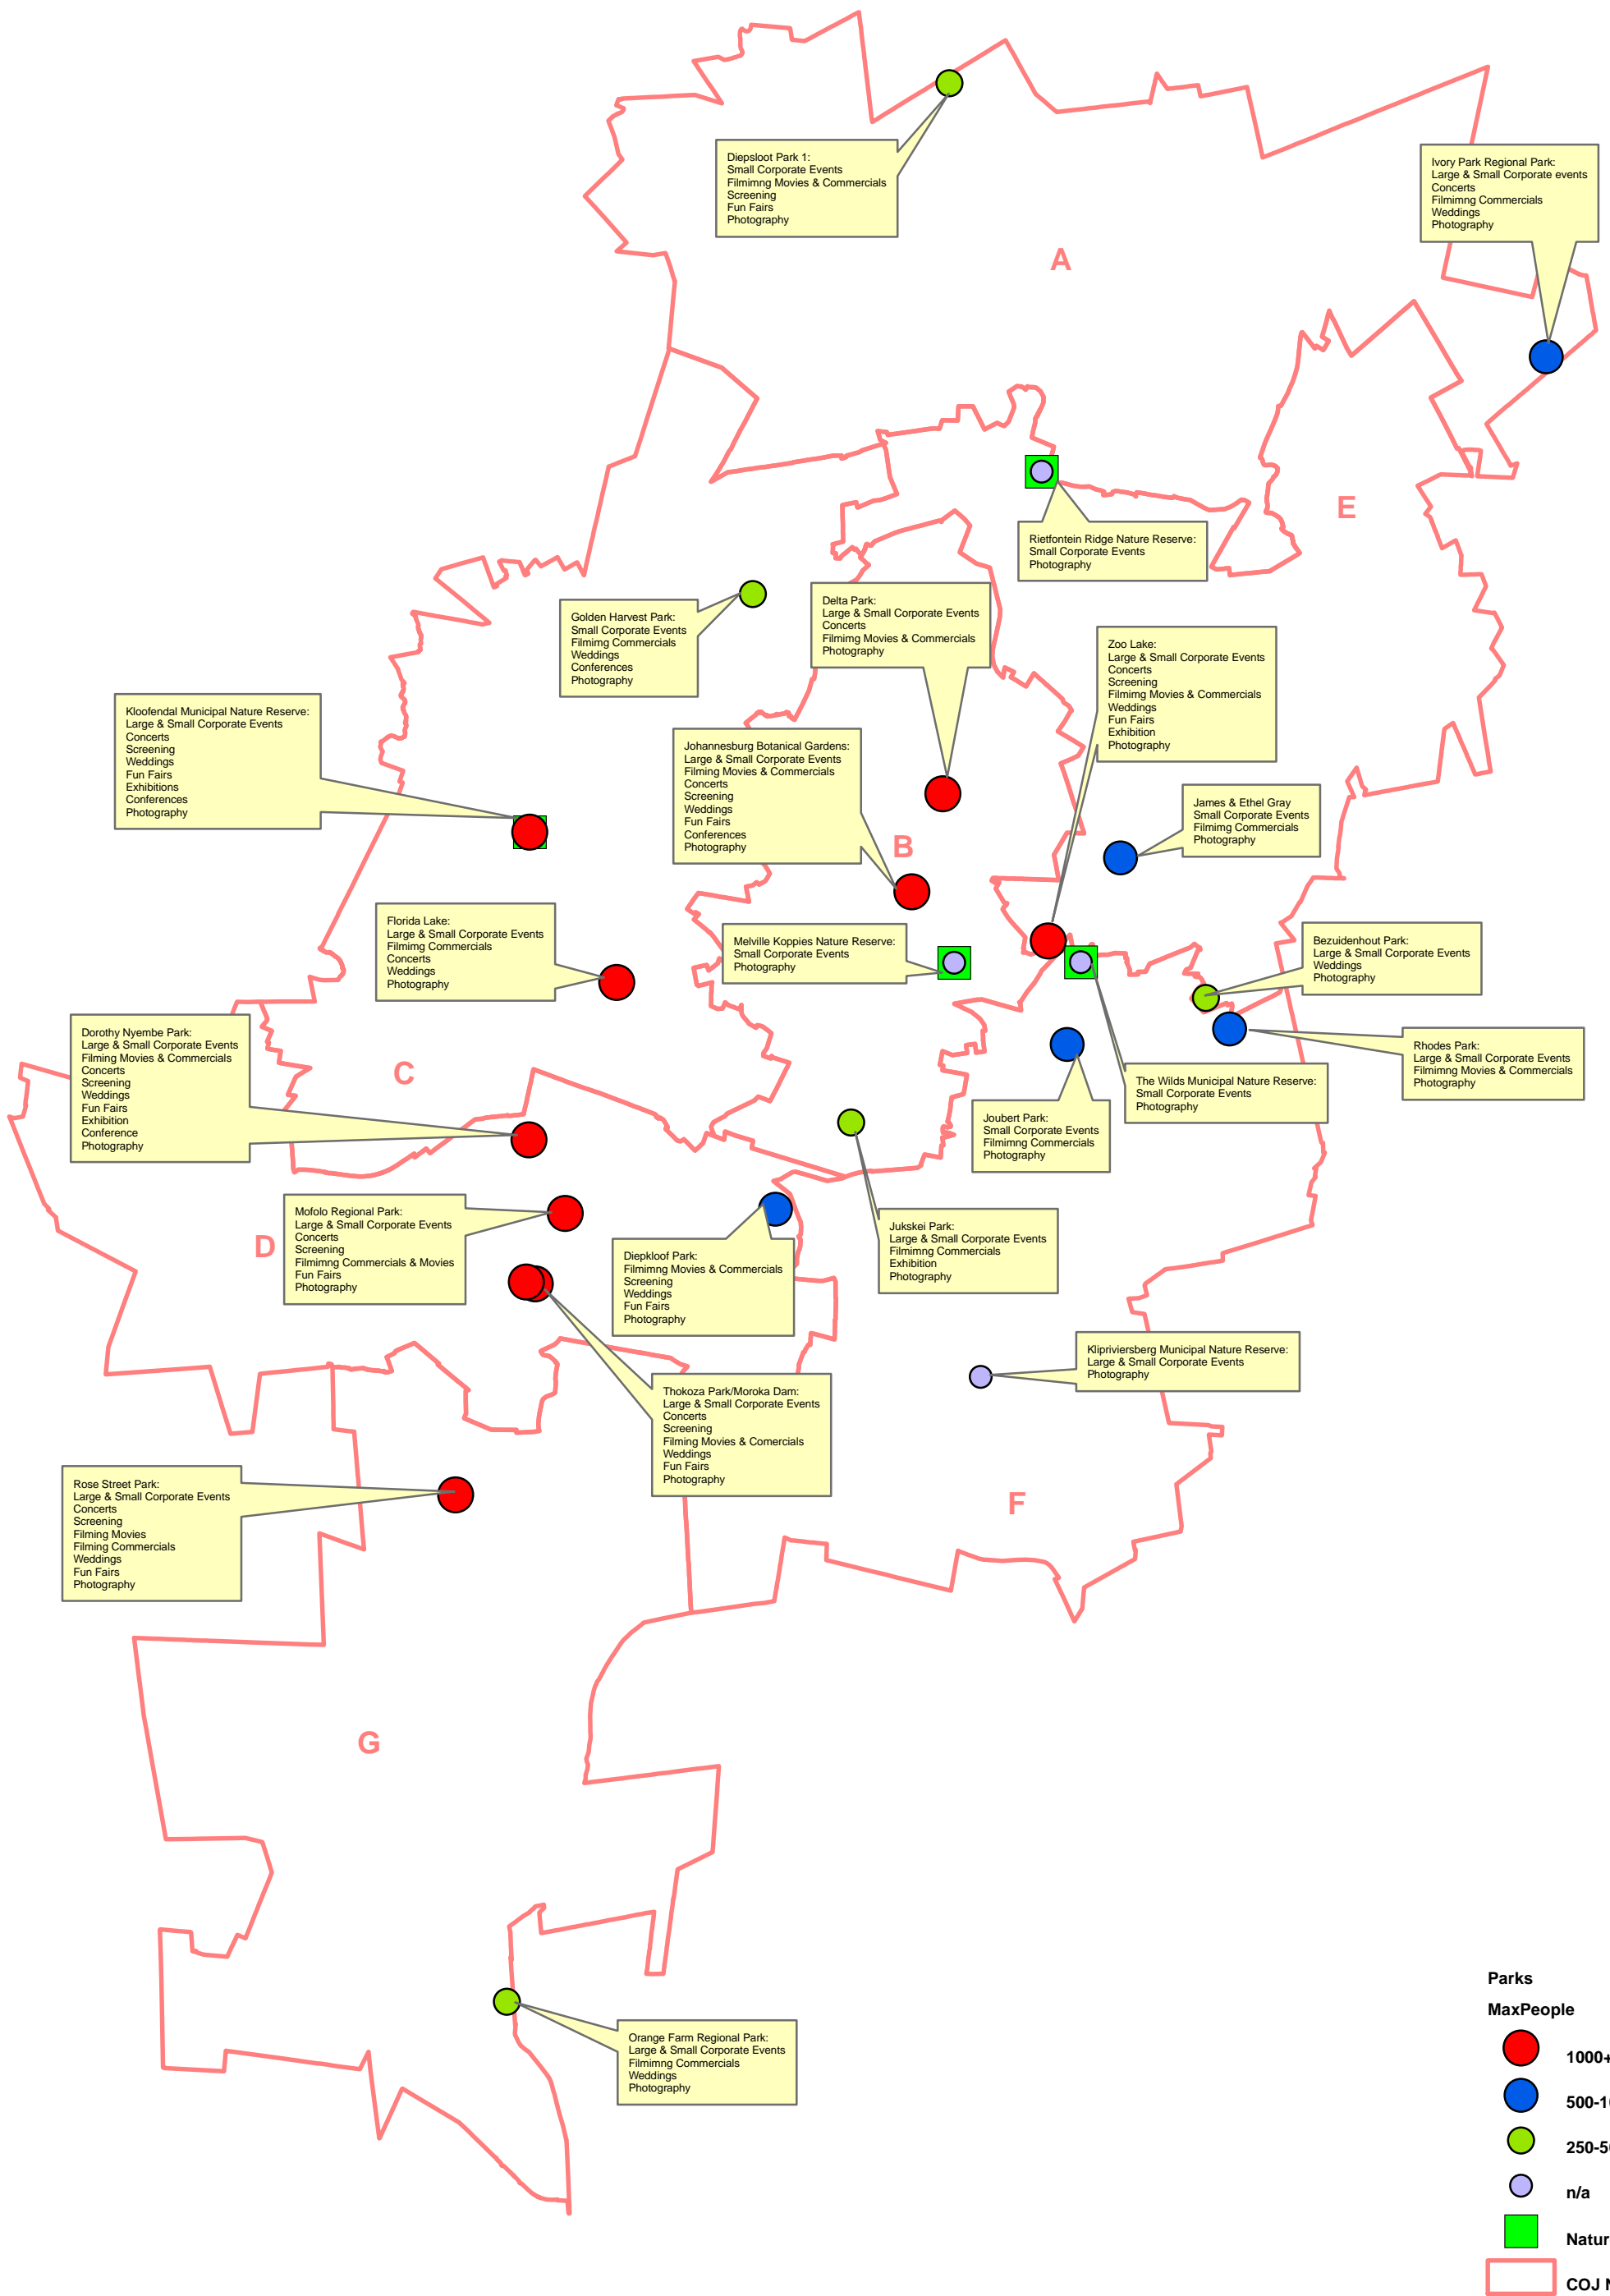 Diepsloot Park 1:
Small Corporate Events
Filmimng Movies & Commercials
Screening
Fun Fairs
Photography
Ivory Park Regional Park:
Large & Small Corporate events
Concerts
Filmimng Commercials
Weddings
Photography
A
E
Rietfontein Ridge Nature Reserve:
Small Corporate Events
Photography
Golden Harvest Park:
Small Corporate Events
Filmimg Commercials
Weddings
Conferences
Photography
Delta Park:
Large & Small Corporate Events
Concerts
Filmimg Movies & Commercials
Photography
Zoo Lake:
Large & Small Corporate Events
Concerts
Screening
Filmimg Movies & Commercials
Weddings
Fun Fairs
Exhibition
Photography
Kloofendal Municipal Nature Reserve:
Large & Small Corporate Events
Concerts
Screening
Weddings
Fun Fairs
Exhibitions
Conferences
Photography
Johannesburg Botanical Gardens:
Large & Small Corporate Events
Filming Movies & Commercials
Concerts
Screening
Weddings
Fun Fairs
Conferences
Photography
B
James & Ethel Gray
Small Corporate Events
Filmimg Commercials
Photography
Florida Lake:
Large & Small Corporate Events
Filmimg Commercials
Concerts
Weddings
Photography
Melville Koppies Nature Reserve:
Small Corporate Events
Photography
Bezuidenhout Park:
Large & Small Corporate Events
Weddings
Photography
Dorothy Nyembe Park:
Large & Small Corporate Events
Filming Movies & Commercials
Concerts
Screening
Weddings
Fun Fairs
Exhibition
Conference
Photography
C
Rhodes Park:
Large & Small Corporate Events
Filmimng Movies & Commercials
Photography
The Wilds Municipal Nature Reserve:
Small Corporate Events
Photography
Joubert Park:
Small Corporate Events
Filmimng Commercials
Photography
Mofolo Regional Park:
Large & Small Corporate Events
Concerts
Screening
Filmimng Commercials & Movies
Fun Fairs
Photography
D
Diepkloof Park:
Filmimng Movies & Commercials
Screening
Weddings
Fun Fairs
Photography
Jukskei Park:
Large & Small Corporate Events
Filmimng Commercials
Exhibition
Photography
Klipriviersberg Municipal Nature Reserve:
Large & Small Corporate Events
Photography
Thokoza Park/Moroka Dam:
Large & Small Corporate Events
Concerts
Screening
Filming Movies & Comercials
Weddings
Fun Fairs
Photography
Rose Street Park:
Large & Small Corporate Events
Concerts
Screening
Filming Movies
Filming Commercials
Weddings
Fun Fairs
Photography
F
G
Orange Farm Regional Park:
Large & Small Corporate Events
Filmimng Commercials
Weddings
Photography
Parks
MaxPeople
1000+
n/a
COJ